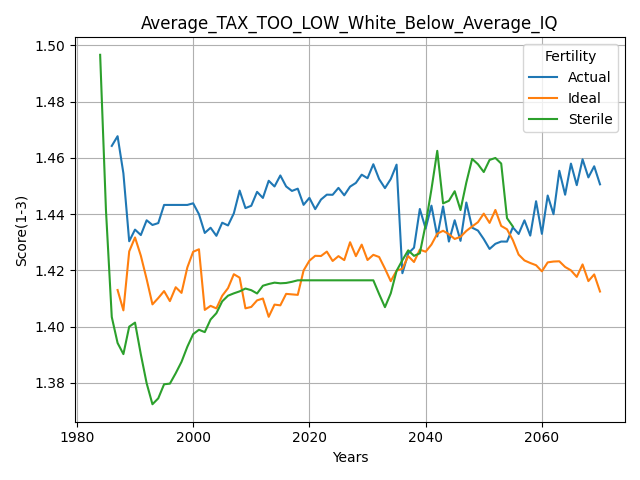 Average_TAX_TOO_LOW_White_Below_Average_IQ
1.50
1.48
1.46
1.44
1.42
1.40
1.38
Score(1-3)
Fertility
Actual
Ideal
Sterile
1980
2000
2020
2040
2060
Years